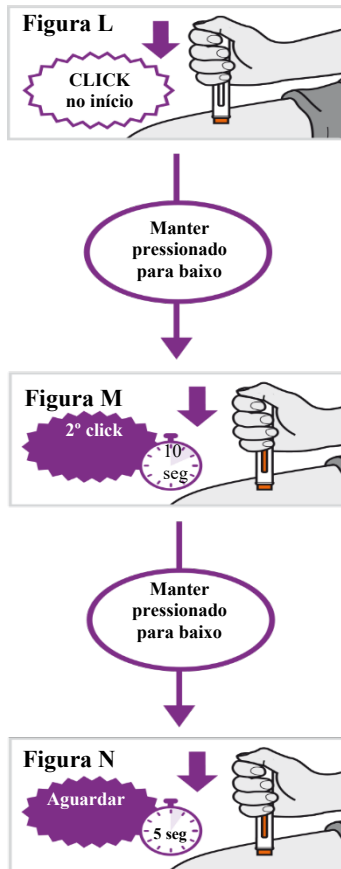 Figura L
CLICK
no início
Manter
pressionado
para baixo
Figura M
2º click
10
seg
Manter
pressionado
para baixo
Figura N
Aguardar
5 seg